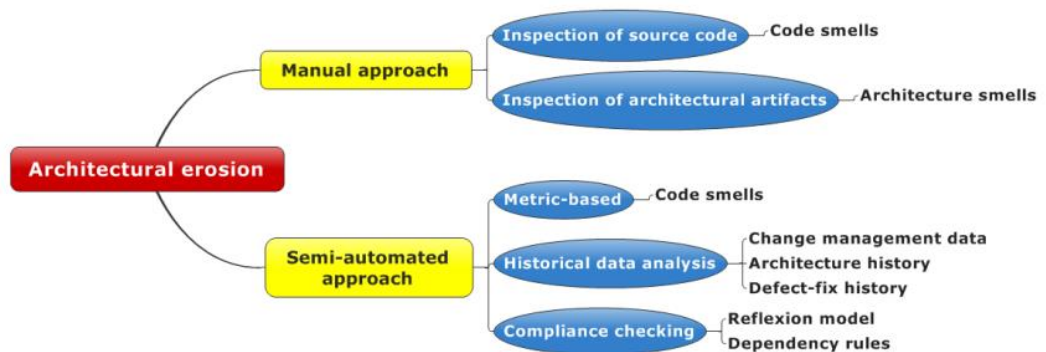 Architectural erosion
Manual approach
Inspection of source code
Code smells
Inspection of architectural artifacts
Architecture smells
Semi-automated
approach
Metric-based
Code smells
Historical data analysis
Change management data
Architecture history
Defect-fix history
Compliance checking
Reflexion model
Dependency rules